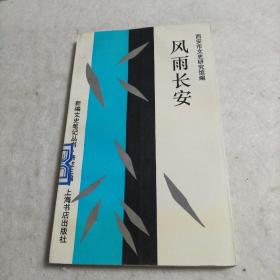 西安市文史研究馆编
风雨长安
新编文史笔记丛书
上海书店出版社